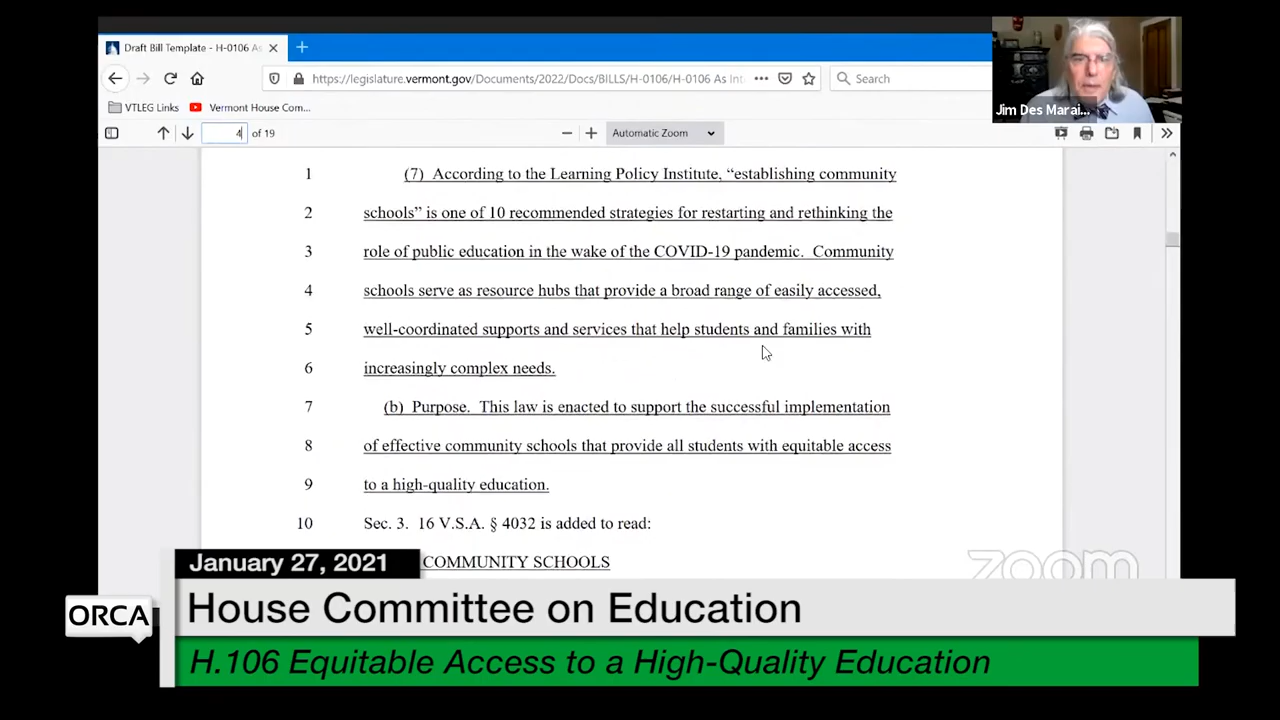 Draft Bill Template - H-0106 As
https://legislature.vermont.gov/Documents/2022/Docs/BILLS/H-0106/H-0106 As Int
Search
VTLEG Links
Vermont House Com...
Jim Des Marai...
4 of 19
Automatic Zoom
1 (7) According to the Learning Policy Institute, “establishing community
2 schools” is one of 10 recommended strategies for restarting and rethinking the
3 role of public education in the wake of the COVID-19 pandemic. Community
4 schools serve as resource hubs that provide a broad range of easily accessed,
5 well-coordinated supports and services that help students and families with
6 increasingly complex needs.
7 (b) Purpose. This law is enacted to support the successful implementation
8 of effective community schools that provide all students with equitable access
9 to a high-quality education.
10 Sec. 3. 16 V.S.A. § 4032 is added to read:
COMMUNITY SCHOOLS
zoom
January 27, 2021
ORCA
House Committee on Education
H.106 Equitable Access to a High-Quality Education